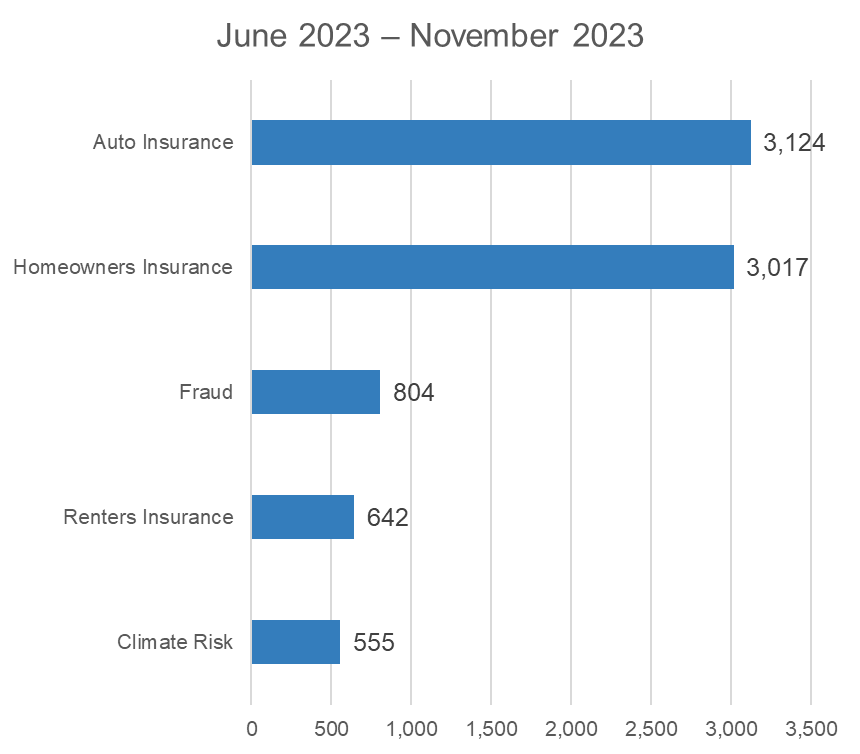 June 2023 – November 2023
Auto Insurance 3,124
Homeowners Insurance 3,017
Fraud 804
Renters Insurance 642
Climate Risk 555
0 500 1,000 1,500 2,000 2,500 3,000 3,500